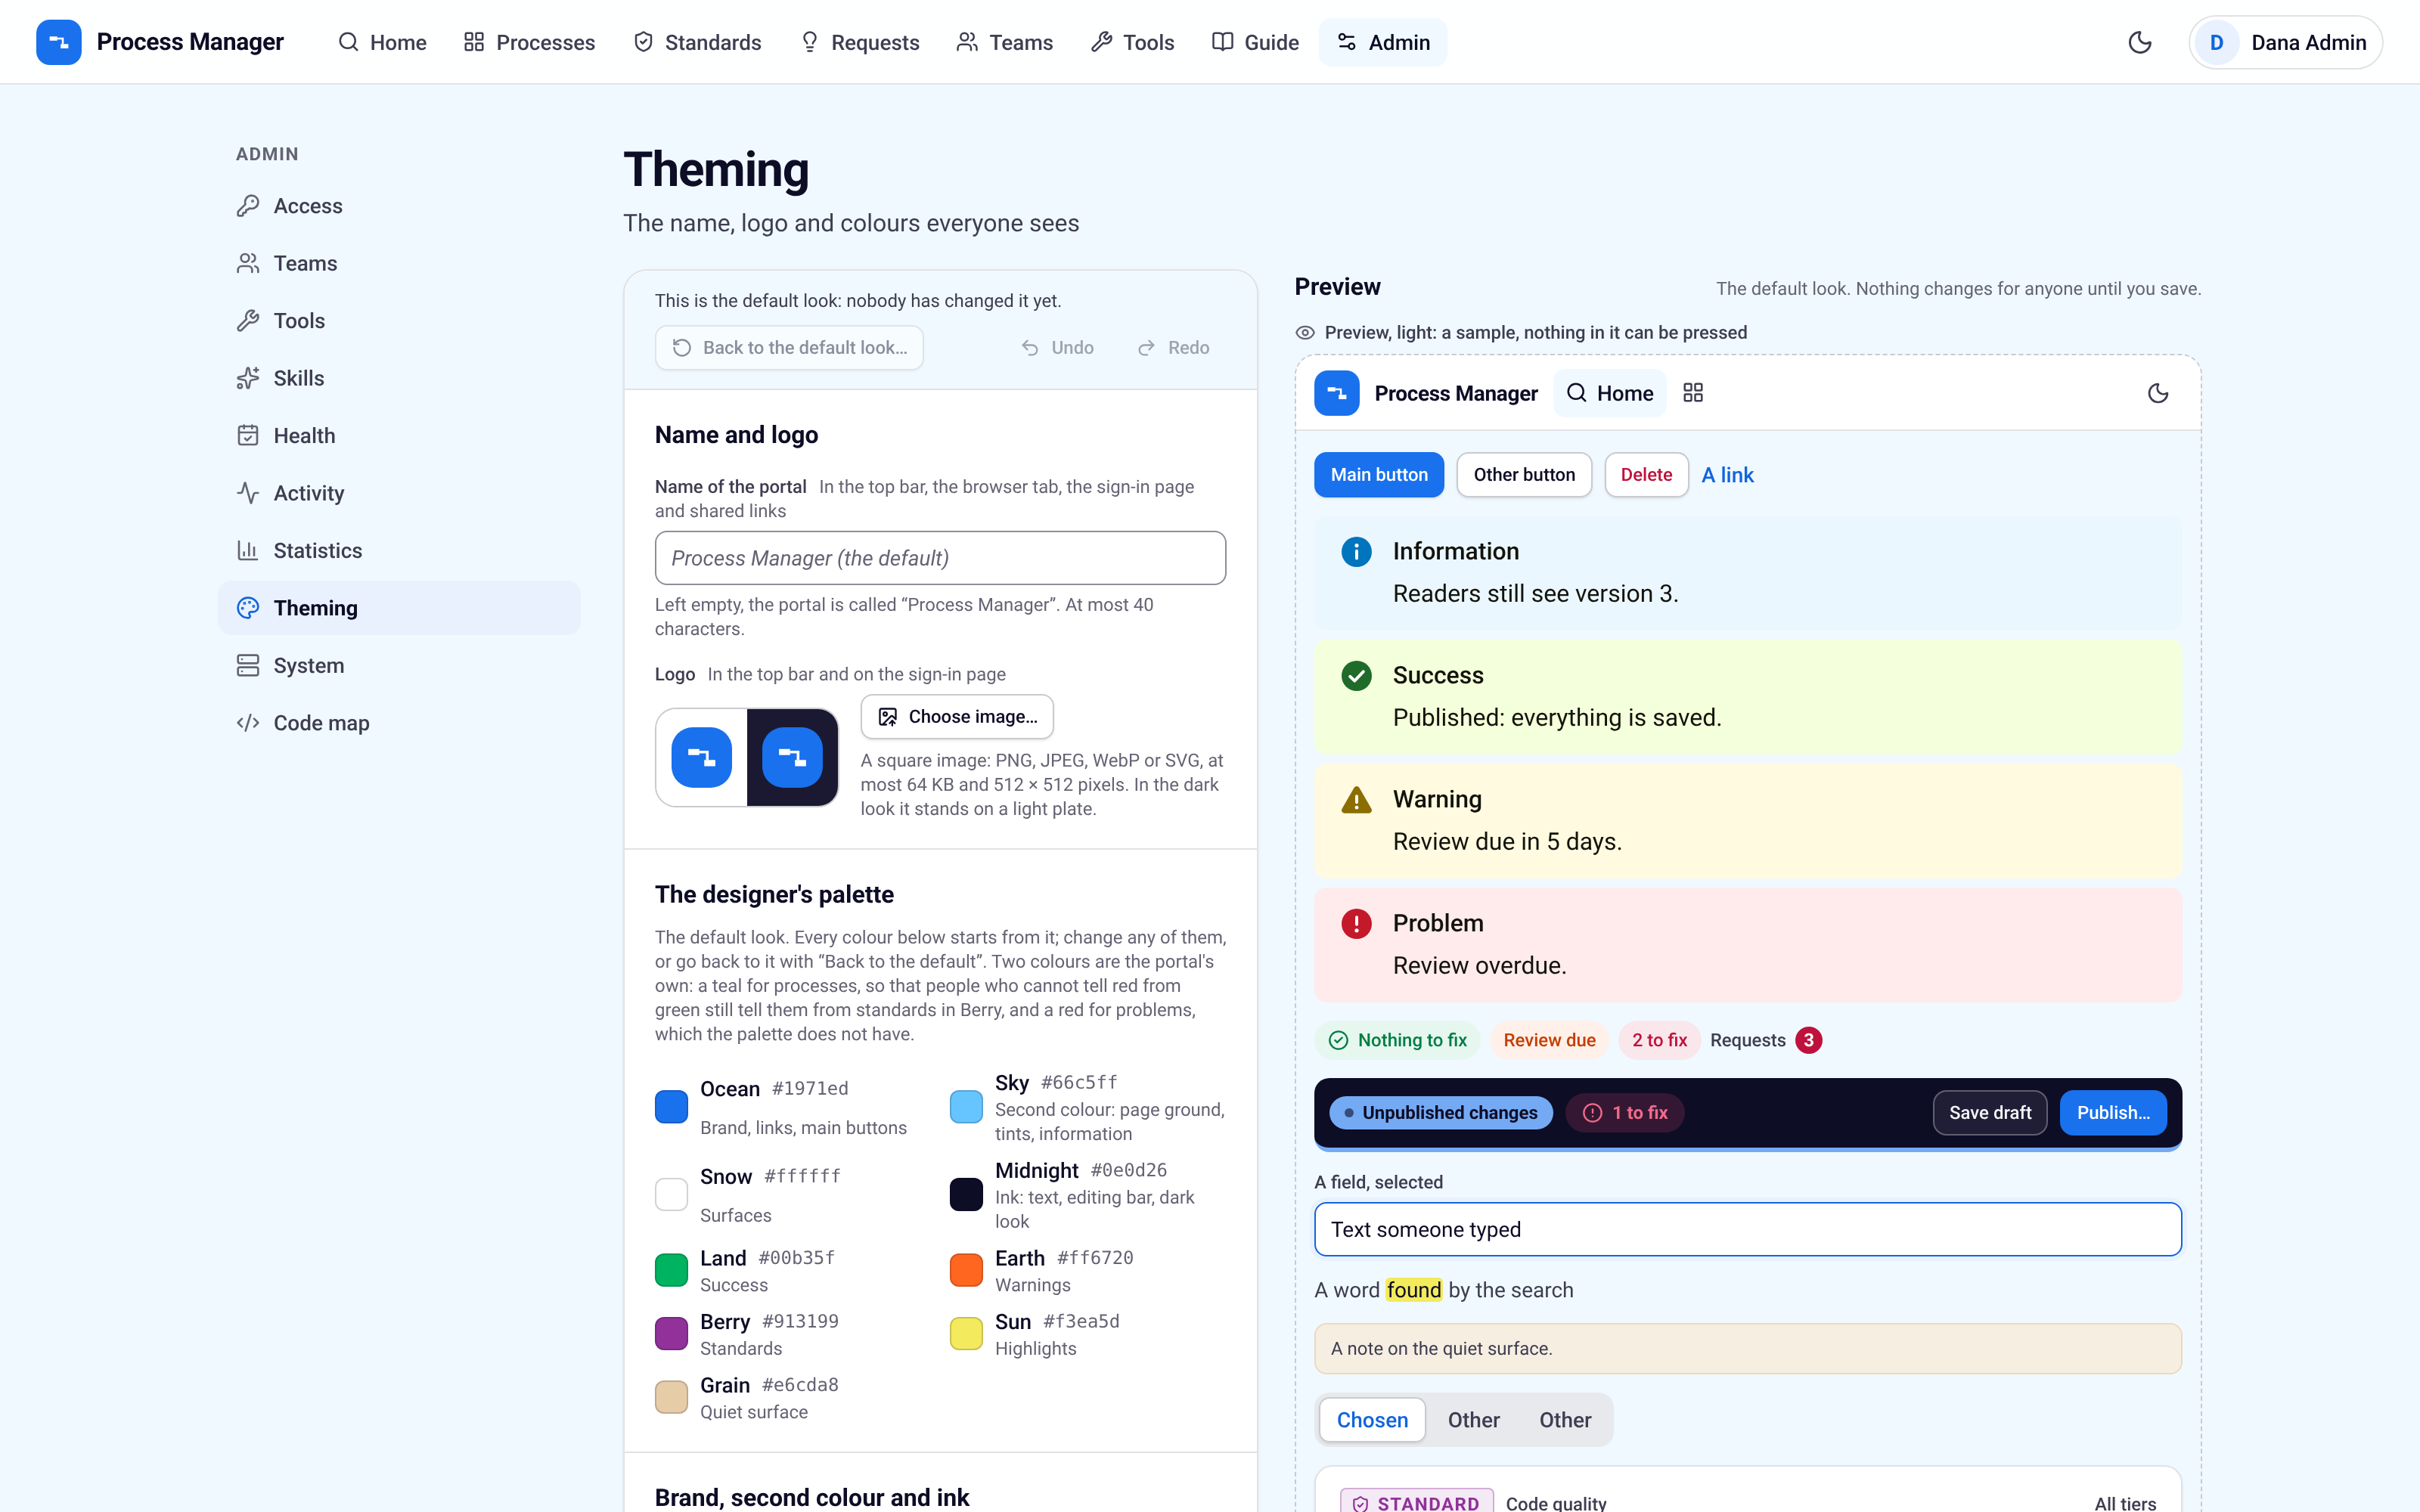 Process Manager
Home
Processes
Standards
Requests
Teams
Tools
Guide
Admin
D
Dana Admin
ADMIN
Access
Teams
Tools
Skills
Health
Activity
Statistics
Theming
System
Code map
Theming
The name, logo and colours everyone sees
This is the default look: nobody has changed it yet.
Back to the default look…
Undo
Redo
Name and logo
Name of the portal In the top bar, the browser tab, the sign-in page
and shared links
Process Manager (the default)
Left empty, the portal is called “Process Manager”. At most 40
characters.
Logo In the top bar and on the sign-in page
Choose image…
A square image: PNG, JPEG, WebP or SVG, at
most 64 KB and 512 × 512 pixels. In the dark
look it stands on a light plate.
The designer's palette
The default look. Every colour below starts from it; change any of them,
or go back to it with “Back to the default”. Two colours are the portal's
own: a teal for processes, so that people who cannot tell red from
green still tell them from standards in Berry, and a red for problems,
which the palette does not have.
Ocean #1971ed
Brand, links, main buttons
Sky #66c5ff
Second colour: page ground,
tints, information
Snow #ffffff
Surfaces
Midnight #0e0d26
Ink: text, editing bar, dark
look
Land #00b35f
Success
Earth #ff6720
Warnings
Berry #913199
Standards
Sun #f3ea5d
Highlights
Grain #e6cda8
Quiet surface
Brand, second colour and ink
Preview
The default look. Nothing changes for anyone until you save.
Preview, light: a sample, nothing in it can be pressed
Process Manager
Home
Main button
Other button
Delete
A link
Information
Readers still see version 3.
Success
Published: everything is saved.
Warning
Review due in 5 days.
Problem
Review overdue.
Nothing to fix
Review due
2 to fix
Requests 3
Unpublished changes
1 to fix
Save draft
Publish…
A field, selected
Text someone typed
A word found by the search
A note on the quiet surface.
Chosen
Other
Other
STANDARD
Code quality
All tiers